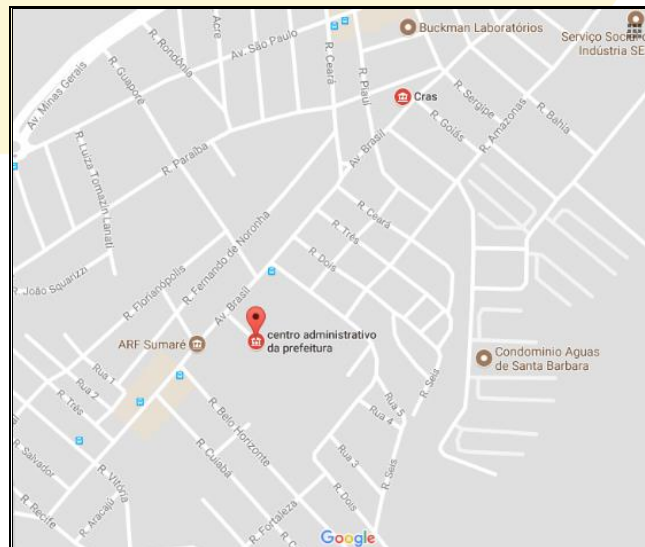 Buckman Laboratórios
Serviço Social
Indústria SE
Acre
R. Rondônia
Av. São Paulo
R. Ceará
R. Piauí
Av. Minas Gerais
R. Guaporé
Cras
R. Sergipe
R. Goiás
R. Amazonas
R. Bahia
R. Luiza Tomazin Lanati
R. Paraíba
Av. Brasil
R. Ceará
R. Três
R. Dois
R. João Squarizzi
R. Florianópolis
R. Fernando de Noronha
Av. Brasil
ARF Sumaré
centro administrativo
da prefeitura
Condominio Aguas
de Santa Barbara
Rua 1
Rua 2
R. Três
R. Seis
Rua 5
Rua 4
R. Belo Horizonte
R. Cuiabá
R. Salvador
R. Vitória
R. Aracajú
R. Recife
Rua 3
R. Seis
R. Dois
R. Fortaleza
Google